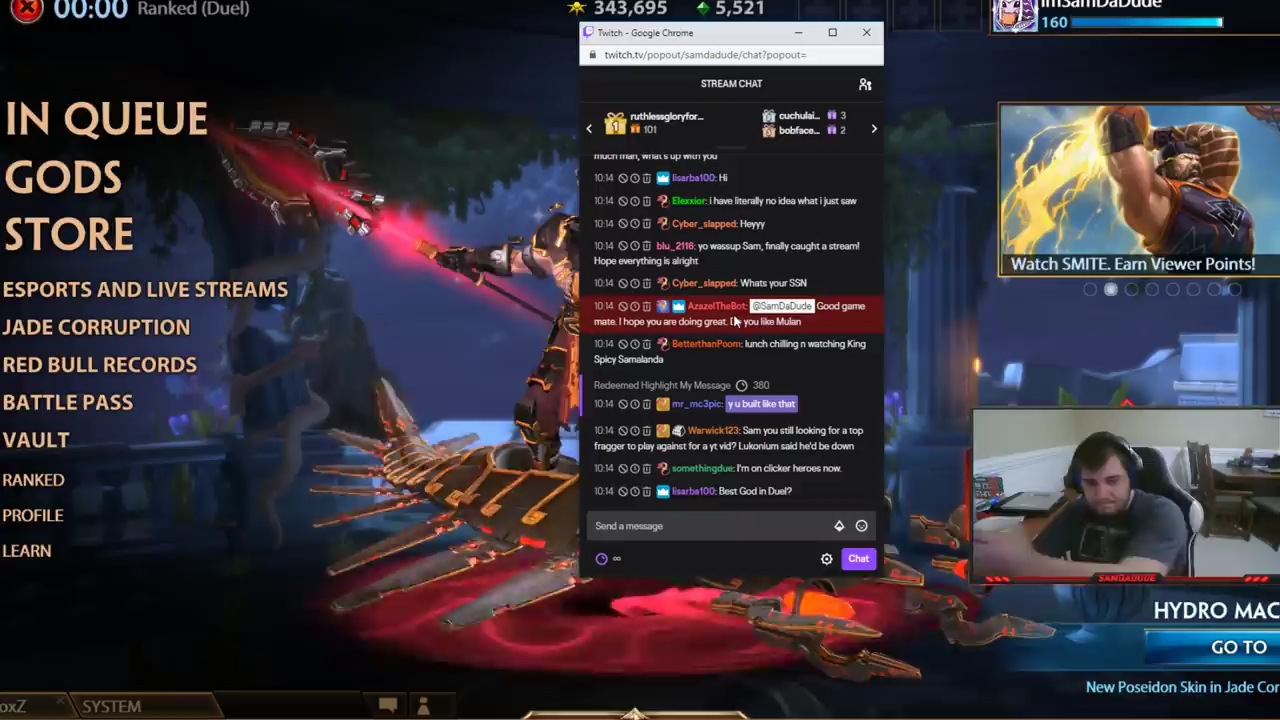 00:00 Ranked (Duel)
343,695
5,521
160
IN QUEUE
GODS
STORE
ESPORTS AND LIVE STREAMS
JADE CORRUPTION
RED BULL RECORDS
BATTLE PASS
VAULT
RANKED
PROFILE
LEARN
SYSTEM
Twitch - Google Chrome
twitch.tv/popout/samdadude/chat?popout=
STREAM CHAT
ruthlessgloryfor...
101
cuchulai... 3
bobface... 2
much man, what's up with you
10:14 lisarba100: Hi
10:14 Elexxior: i have literally no idea what i just saw
10:14 Cyber_slapped: Heyyy
blu_2116: yo wassup Sam, finally caught a stream!
Hope everything is alright
10:14 Cyber_slapped: Whats your SSN
10:14 AzazelTheBot: @SamDaDude Good game
mate. I hope you are doing great. you like Mulan
10:14 BetterthanPoom: lunch chilling n watching King
Spicy Samalanda
Redeemed Highlight My Message 380
10:14 mr_mc3pic: y u built like that
10:14 Warwick123: Sam you still looking for a top
fragger to play against for a yt vid? Lukonium said he'd be down
10:14 somethingdue: I'm on clicker heroes now.
10:14 lisarba100: Best God in Duel?
Send a message
∞
Chat
Watch SMITE. Earn Viewer Points!
SAMDADUDE
HYDRO MAC
GO TO
New Poseidon Skin in Jade Cor